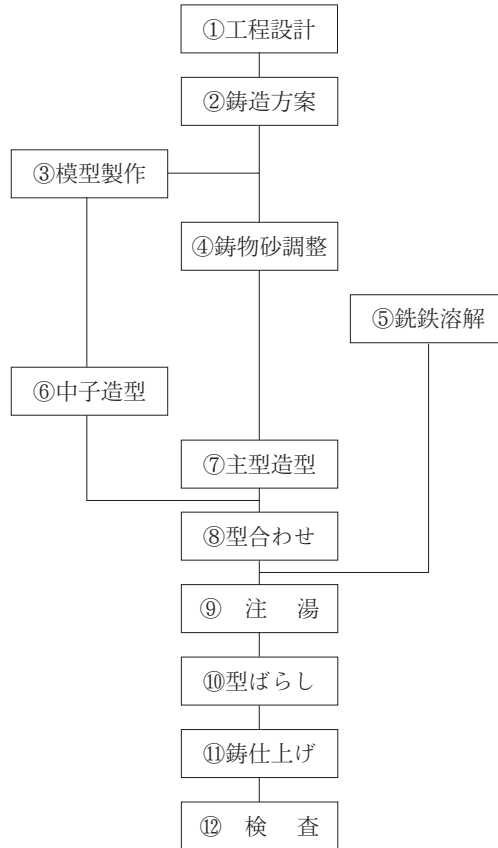 ①工程設計
②鋳造方案
③模型製作
④鋳物砂調整
⑤銑鉄溶解
⑥中子造型
⑦主型造型
⑧型合わせ
⑨　注　湯
⑩型ばらし
⑪鋳仕上げ
⑫　検　査